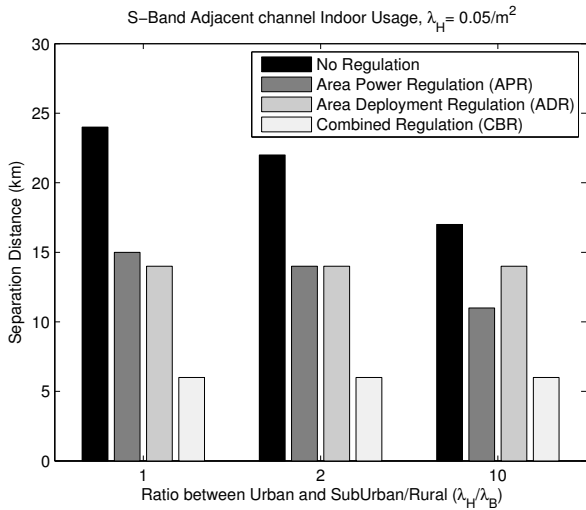 S−Band Adjacent channel Indoor Usage, λH= 0.05/m2
30
25
20
15
10
5
0
Separation Distance (km)
No Regulation
Area Power Regulation (APR)
Area Deployment Regulation (ADR)
Combined Regulation (CBR)
1
2
10
Ratio between Urban and SubUrban/Rural (λH/λB)